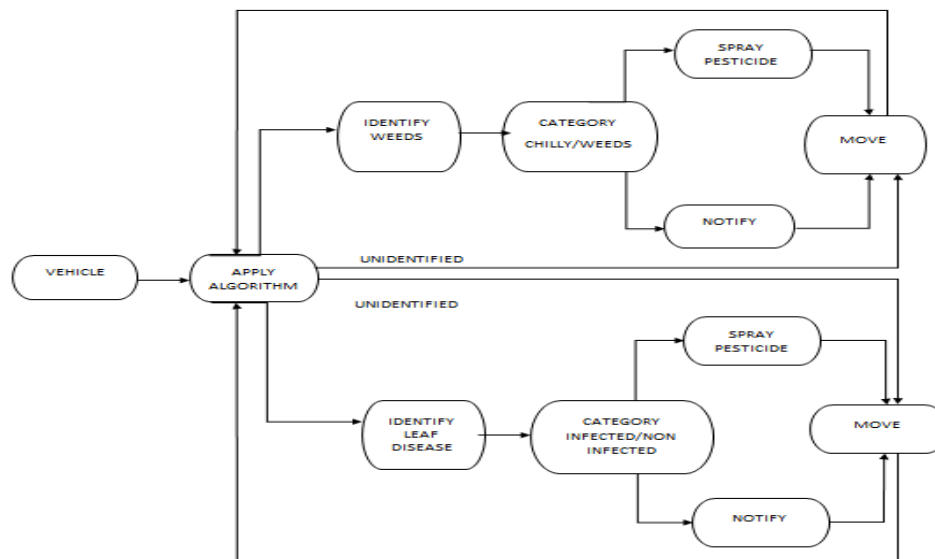 SPRAY
PESTICIDE
IDENTIFY
WEEDS
CATEGORY
CHILLY/WEEDS
MOVE
NOTIFY
UNIDENTIFIED
VEHICLE
APPLY
ALGORITHM
UNIDENTIFIED
SPRAY
PESTICIDE
IDENTIFY
LEAF
DISEASE
CATEGORY
INFECTED/NON
INFECTED
MOVE
NOTIFY